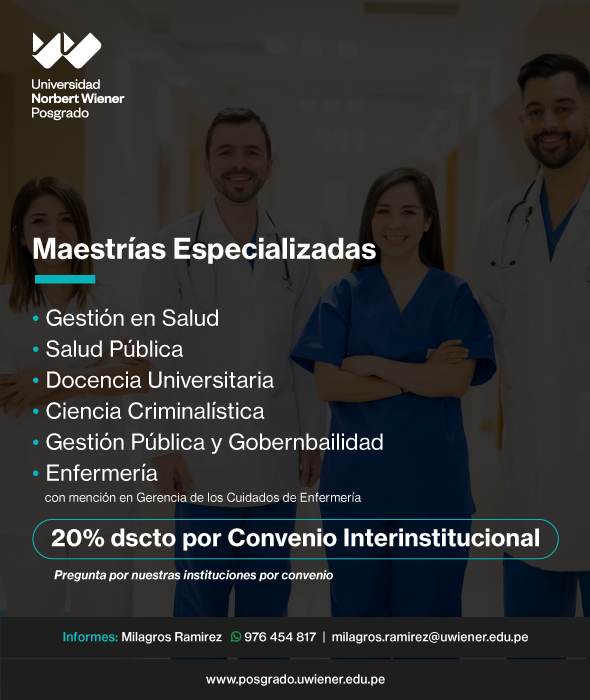 Universidad
Norbert Wiener
Posgrado
Maestrías Especializadas
• Gestión en Salud
• Salud Pública
• Docencia Universitaria
• Ciencia Criminalística
• Gestión Pública y Gobernbailidad
• Enfermería
con mención en Gerencia de los Cuidados de Enfermería
20% dscto por Convenio Interinstitucional
Pregunta por nuestras instituciones por convenio
Informes: Milagros Ramirez 976 454 817 | milagros.ramirez@uwiener.edu.pe
www.posgrado.uwiener.edu.pe